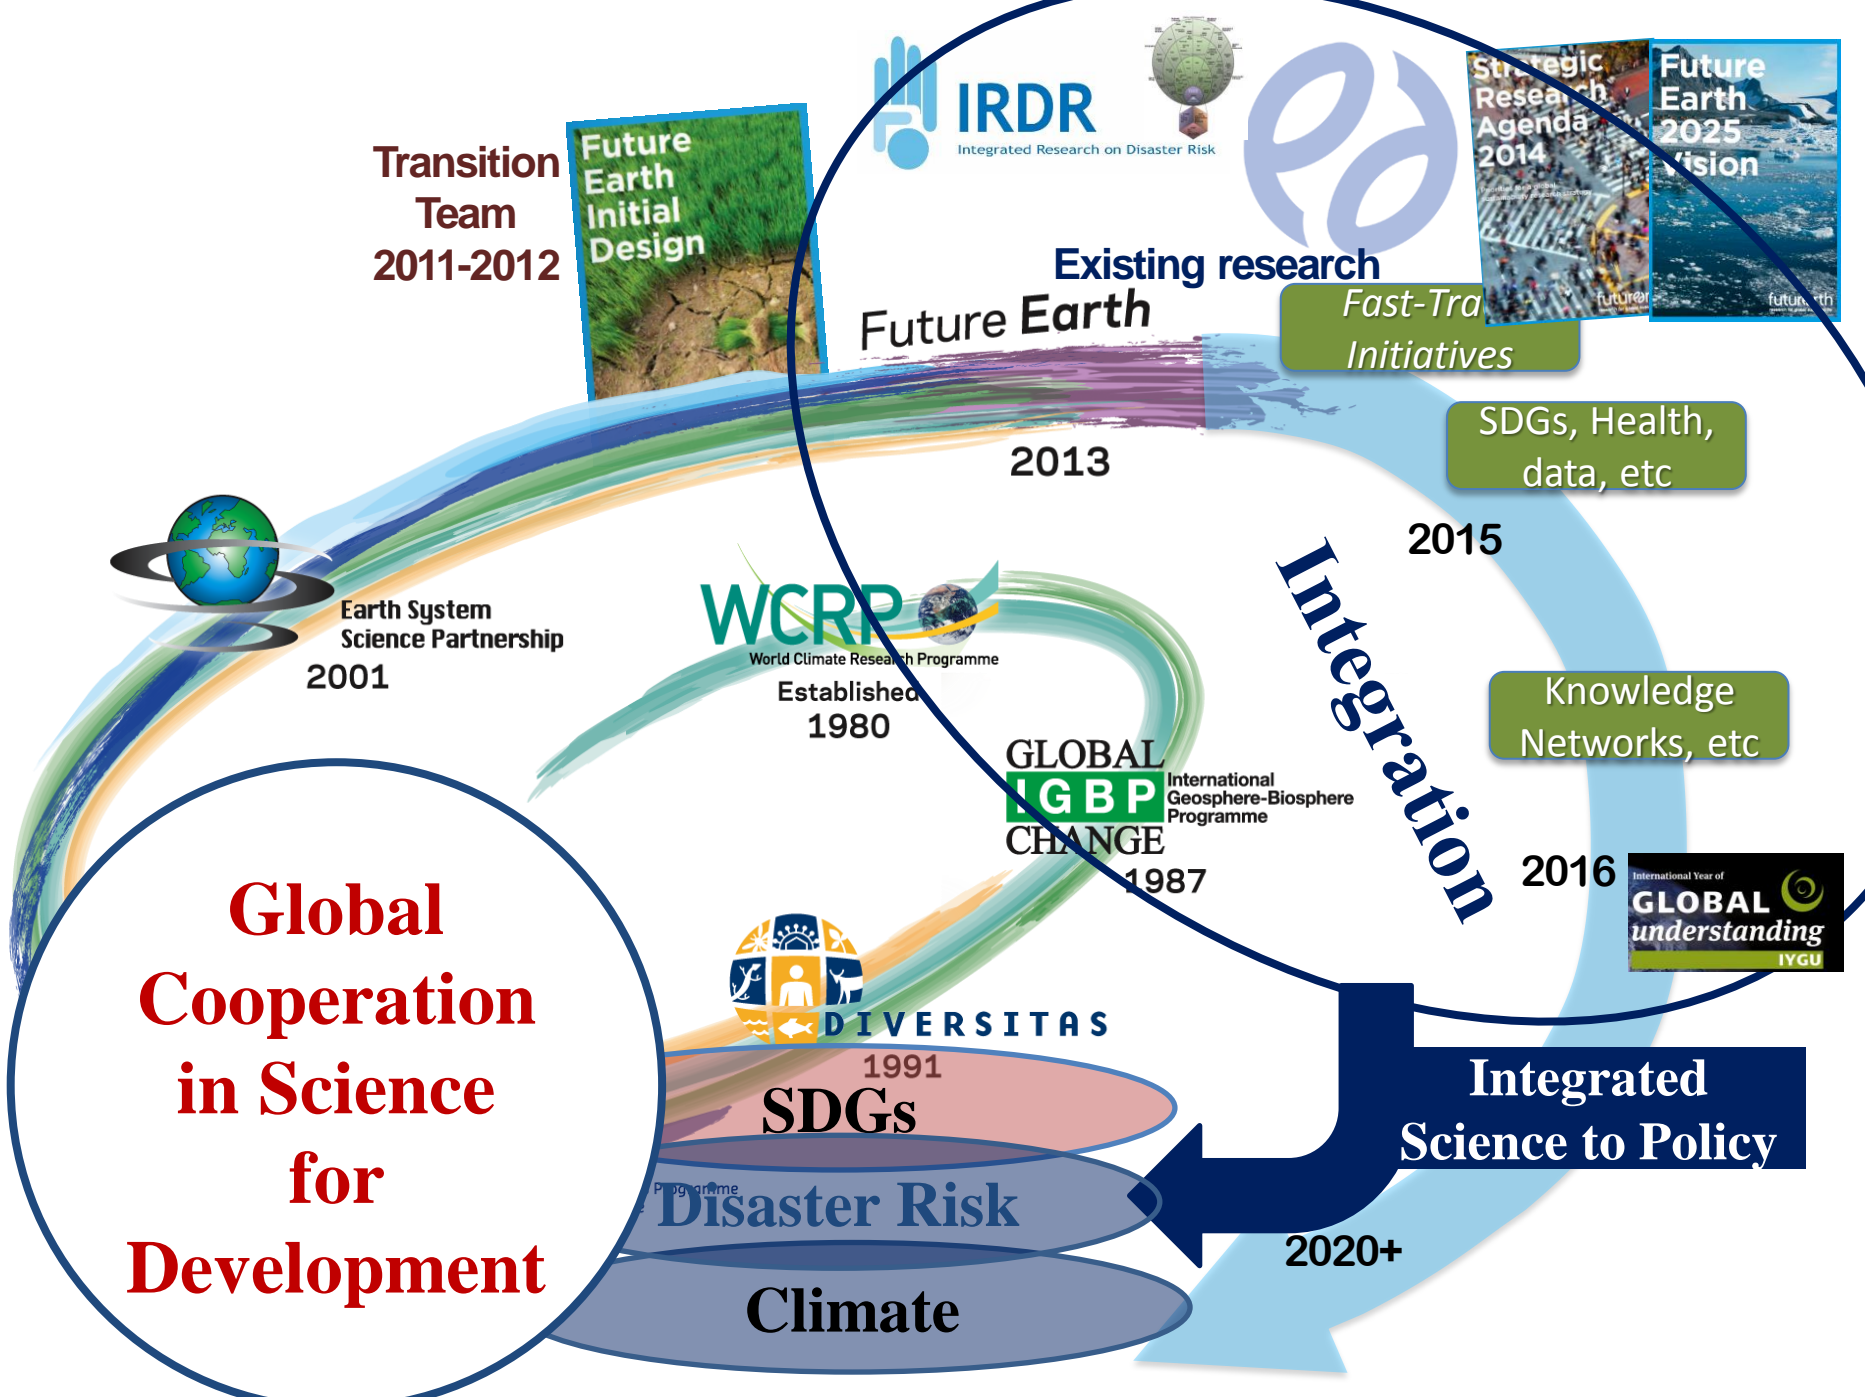 Transition
Team
2011-2012
Future
Earth
Initial
Design
IRDR
Integrated Research on Disaster Risk
Strategic
Research
Agenda
2014
Future
Earth
2025
Vision
Existing research
Future Earth
Fast-Tra
Initiatives
2013
SDGs, Health,
data, etc
2015
Earth System
Science Partnership
2001
WCRP
World Climate Research Programme
Established
1980
Integration
Knowledge
Networks, etc
GLOBAL
IGBP
CHANGE
International
Geosphere-Biosphere
Programme
1987
2016
International Year of
GLOBAL
understanding
IYGU
Global
Cooperation
in Science
for
Development
DIVERSITAS
1991
SDGs
Programme
Disaster Risk
Climate
Integrated
Science to Policy
2020+